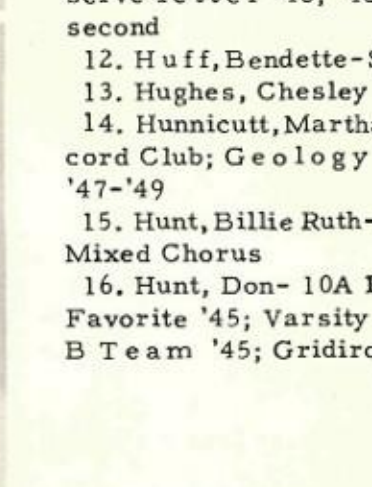 second
12. Huff, Bendette-S
13. Hughes, Chesley
14. Hunnicutt, Martha
cord Club; Geology
'47-'49
15. Hunt, Billie Ruth-
Mixed Chorus
16. Hunt, Don- 10A
Favorite '45; Varsity
B Team '45; Gridiro